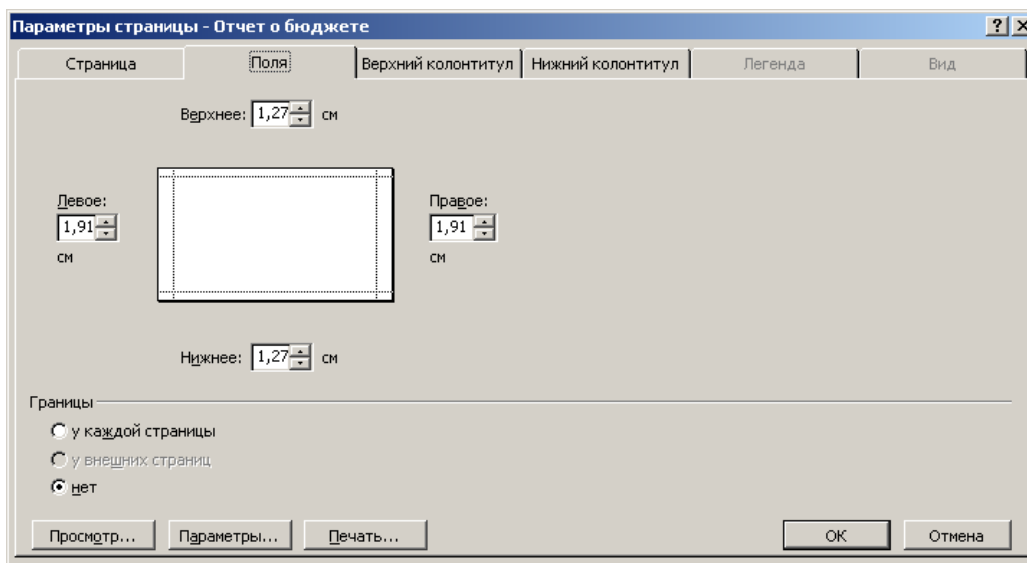 Параметры страницы - Отчет о бюджете
Страница Поля Верхний колонтитул Нижний колонтитул Легенда Вид
Верхнее: 1,27 см
Левое: Правое:
1,91 1,91
см см
Нижнее: 1,27 см
Границы
у каждой страницы
у внешних страниц
нет
Просмотр... Параметры... Печать... ОК Отмена